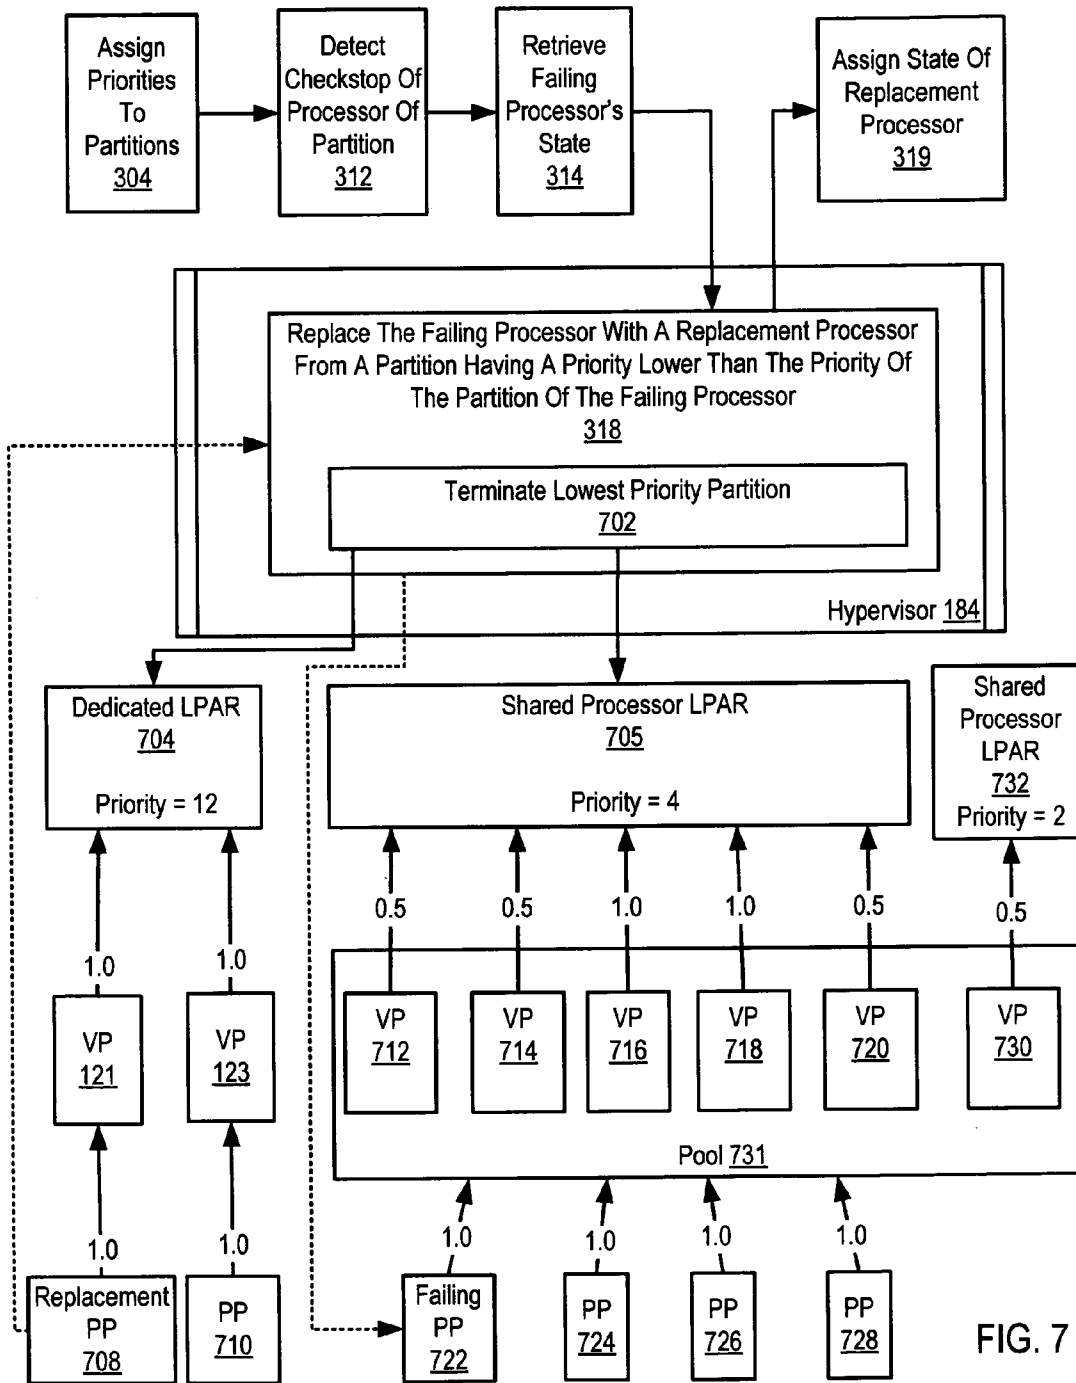 Assign
Priorities
To
Partitions
304
Detect
Checkstop Of
Processor Of
Partition
312
Retrieve
Failing
Processor's
State
314
Assign State Of
Replacement
Processor
319
Replace The Failing Processor With A Replacement Processor
From A Partition Having A Priority Lower Than The Priority Of
The Partition Of The Failing Processor
318
Terminate Lowest Priority Partition
702
Hypervisor 184
Dedicated LPAR
704
Priority = 12
Shared Processor LPAR
705
Priority = 4
Shared
Processor
LPAR
732
Priority = 2
0.5
0.5
1.0
1.0
0.5
0.5
1.0
1.0
VP
121
VP
123
VP
712
VP
714
VP
716
VP
718
VP
720
VP
730
Pool 731
1.0
1.0
1.0
1.0
1.0
1.0
Replacement
PP
708
PP
710
Failing
PP
722
PP
724
PP
726
PP
728
FIG. 7